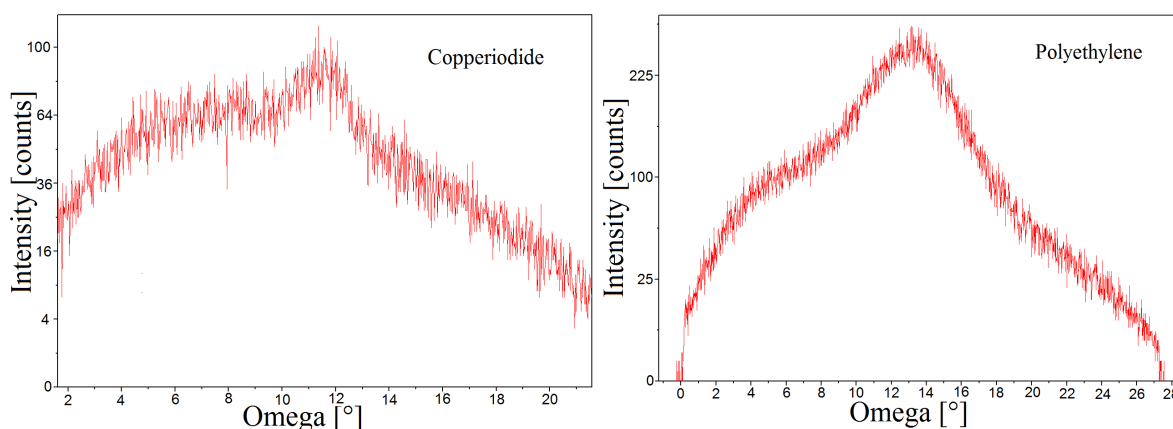 Copperiodide
Intensity [counts]
100
64
36
16
4
0
2 4 6 8 10 12 14 16 18 20
Omega [°]
Polyethylene
Intensity [counts]
225
100
25
0
0 2 4 6 8 10 12 14 16 18 20 22 24 26 28
Omega [°]